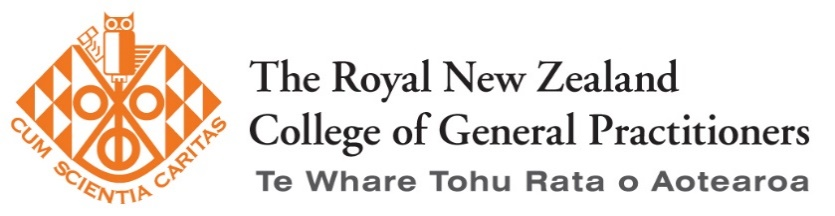 CUM SCIENTIA CARITAS
The Royal New Zealand
College of General Practitioners
Te Whare Tohu Rata o Aotearoa